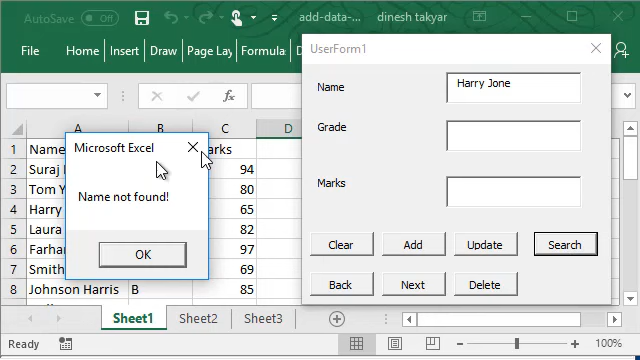 AutoSave Off add-data- dinesh takyar
File Home Insert Draw Page Lay Formula
UserForm1
Name Harry Jone
Grade
Marks
Clear Add Update Search
Back Next Delete
fx
A B C D
1 Name arks
2 Suraj 94
3 Tom Y 80
4 Harry 65
5 Laura 82
6 Farhan 97
7 Smith 69
8 Johnson Harris B 85
Microsoft Excel
Name not found!
OK
Sheet1 Sheet2 Sheet3
Ready 100%